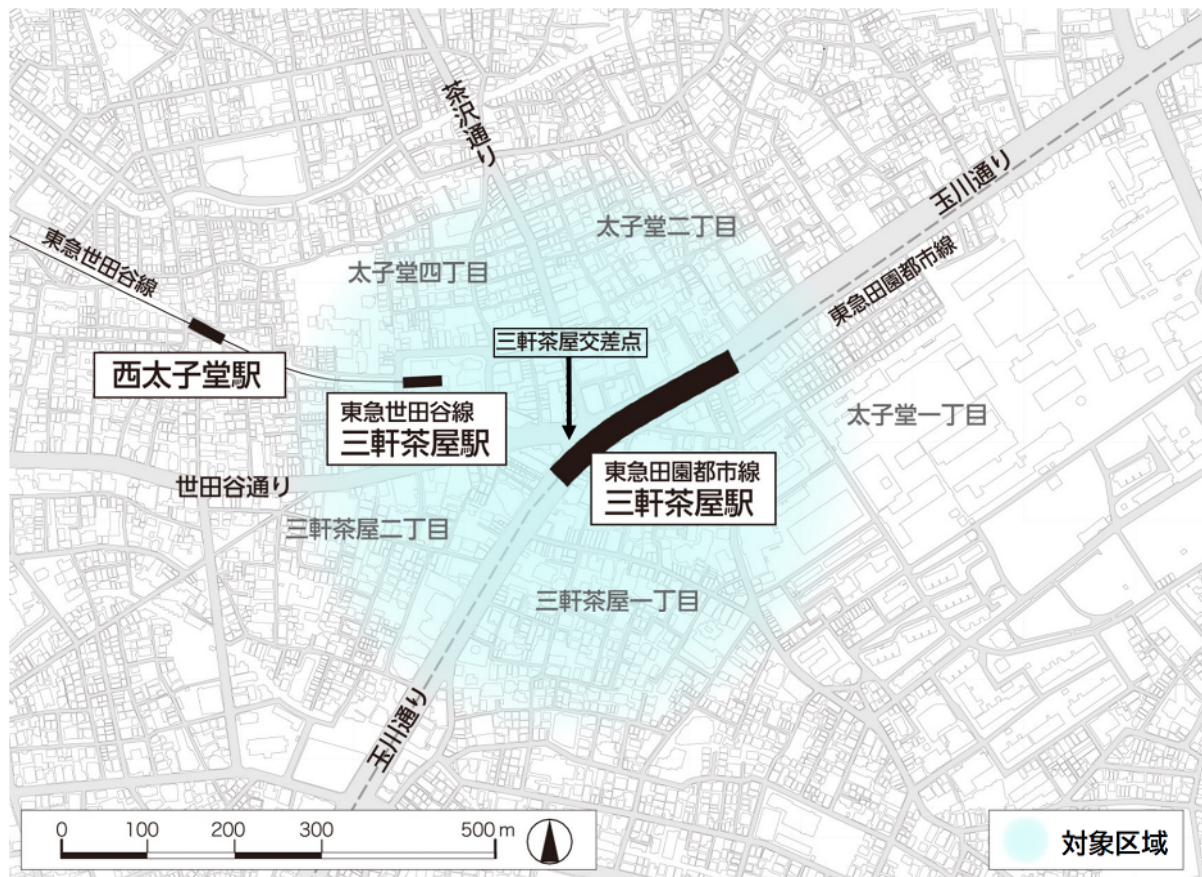 茶沢通り
玉川通り
太子堂二丁目
東急世田谷線
太子堂四丁目
東急田園都市線
三軒茶屋交差点
西太子堂駅
東急世田谷線
三軒茶屋駅
太子堂一丁目
東急田園都市線
三軒茶屋駅
世田谷通り
三軒茶屋二丁目
三軒茶屋一丁目
玉川通り
0 100 200 300 500m
対象区域